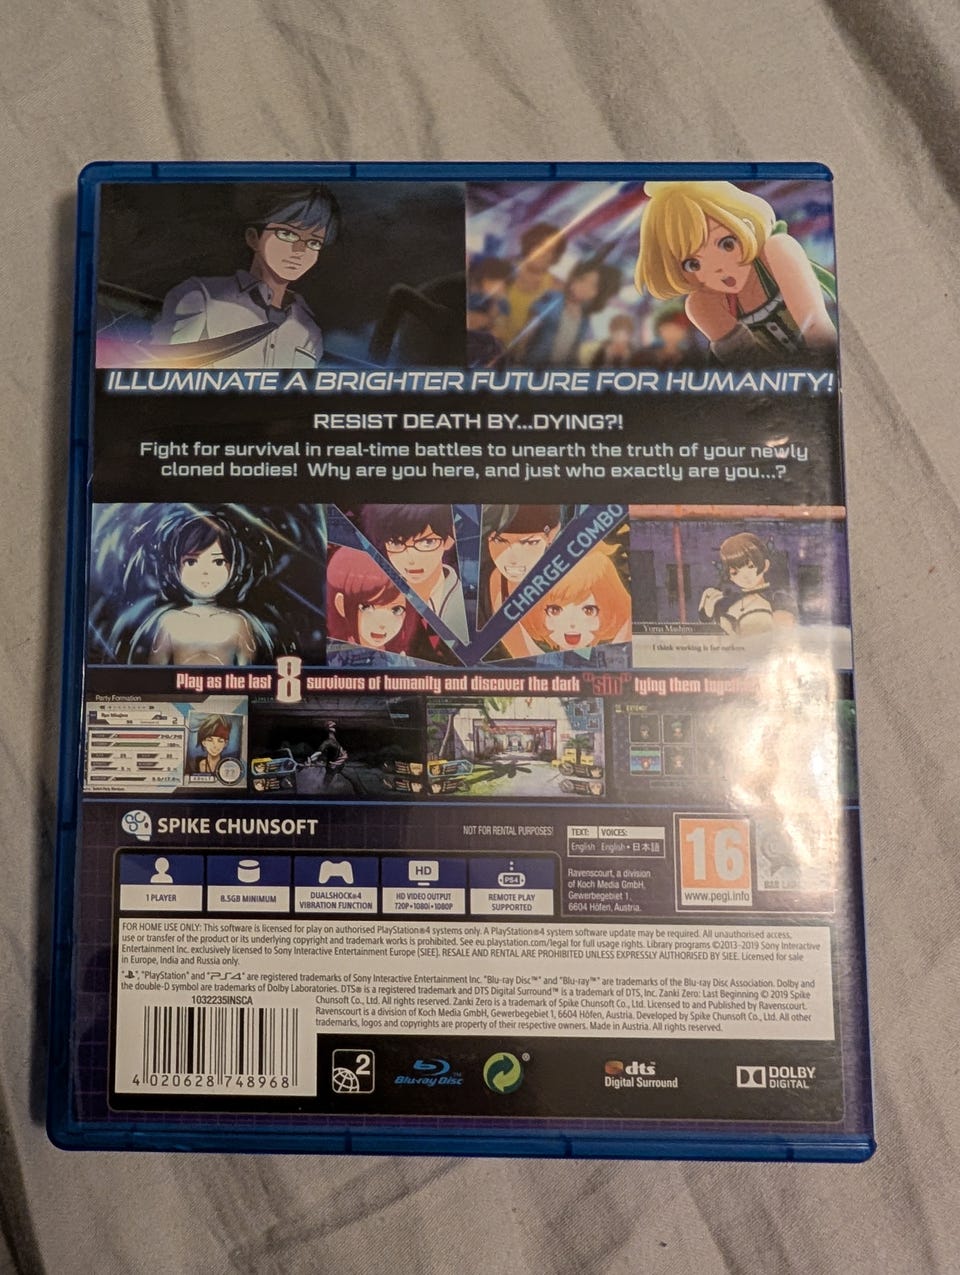 ILLUMINATE A BRIGHTER FUTURE FOR HUMANITY!
RESIST DEATH BY...DYING?!
Fight for survival in real-time battles to unearth the truth of your newly
cloned bodies! Why are you here, and just who exactly are you...?
CHARGE COMBO
Yuma Mashiro
I think working is for suckers.
Play as the last 8 survivors of humanity and discover the dark "sin" tying them together
Party Formation
EXTEND!
ADULT
SPIKE CHUNSOFT
NOT FOR RENTAL PURPOSES!
TEXT: VOICES:
English English • 日本語
16
www.pegi.info
Ravenscourt, a division
of Koch Media GmbH,
Gewerbegebiet 1,
6604 Höfen, Austria.
1 PLAYER
8.5GB MINIMUM
DUALSHOCK®4
VIBRATION FUNCTION
HD
HD VIDEO OUTPUT
720P•1080i•1080P
PS4
REMOTE PLAY
SUPPORTED
FOR HOME USE ONLY: This software is licensed for play on authorised PlayStation®4 systems only. A PlayStation®4 system software update may be required. All unauthorised access,
use or transfer of the product or its underlying copyright and trademark works is prohibited. See eu.playstation.com/legal for full usage rights. Library programs ©2013-2019 Sony Interactive
Entertainment Inc. exclusively licensed to Sony Interactive Entertainment Europe (SIEE). RESALE AND RENTAL ARE PROHIBITED UNLESS EXPRESSLY AUTHORISED BY SIEE. Licensed for sale
in Europe, India and Russia only.
"PlayStation" and "PS4" are registered trademarks of Sony Interactive Entertainment Inc. "Blu-ray Disc™" and "Blu-ray™" are trademarks of the Blu-ray Disc Association. Dolby and
the double-D symbol are trademarks of Dolby Laboratories. DTS® is a registered trademark and DTS Digital Surround™ is a trademark of DTS, Inc. Zanki Zero: Last Beginning © 2019 Spike
Chunsoft Co., Ltd. All rights reserved. Zanki Zero is a trademark of Spike Chunsoft Co., Ltd. Licensed to and Published by Ravenscourt.
Ravenscourt is a division of Koch Media GmbH, Gewerbegebiet 1, 6604 Höfen, Austria. Developed by Spike Chunsoft Co., Ltd. All other
trademarks, logos and copyrights are property of their respective owners. Made in Austria. All rights reserved.
1032235INSCA
4 020628 748968
2
Blu-ray Disc™
®
dts™
Digital Surround
DOLBY
DIGITAL